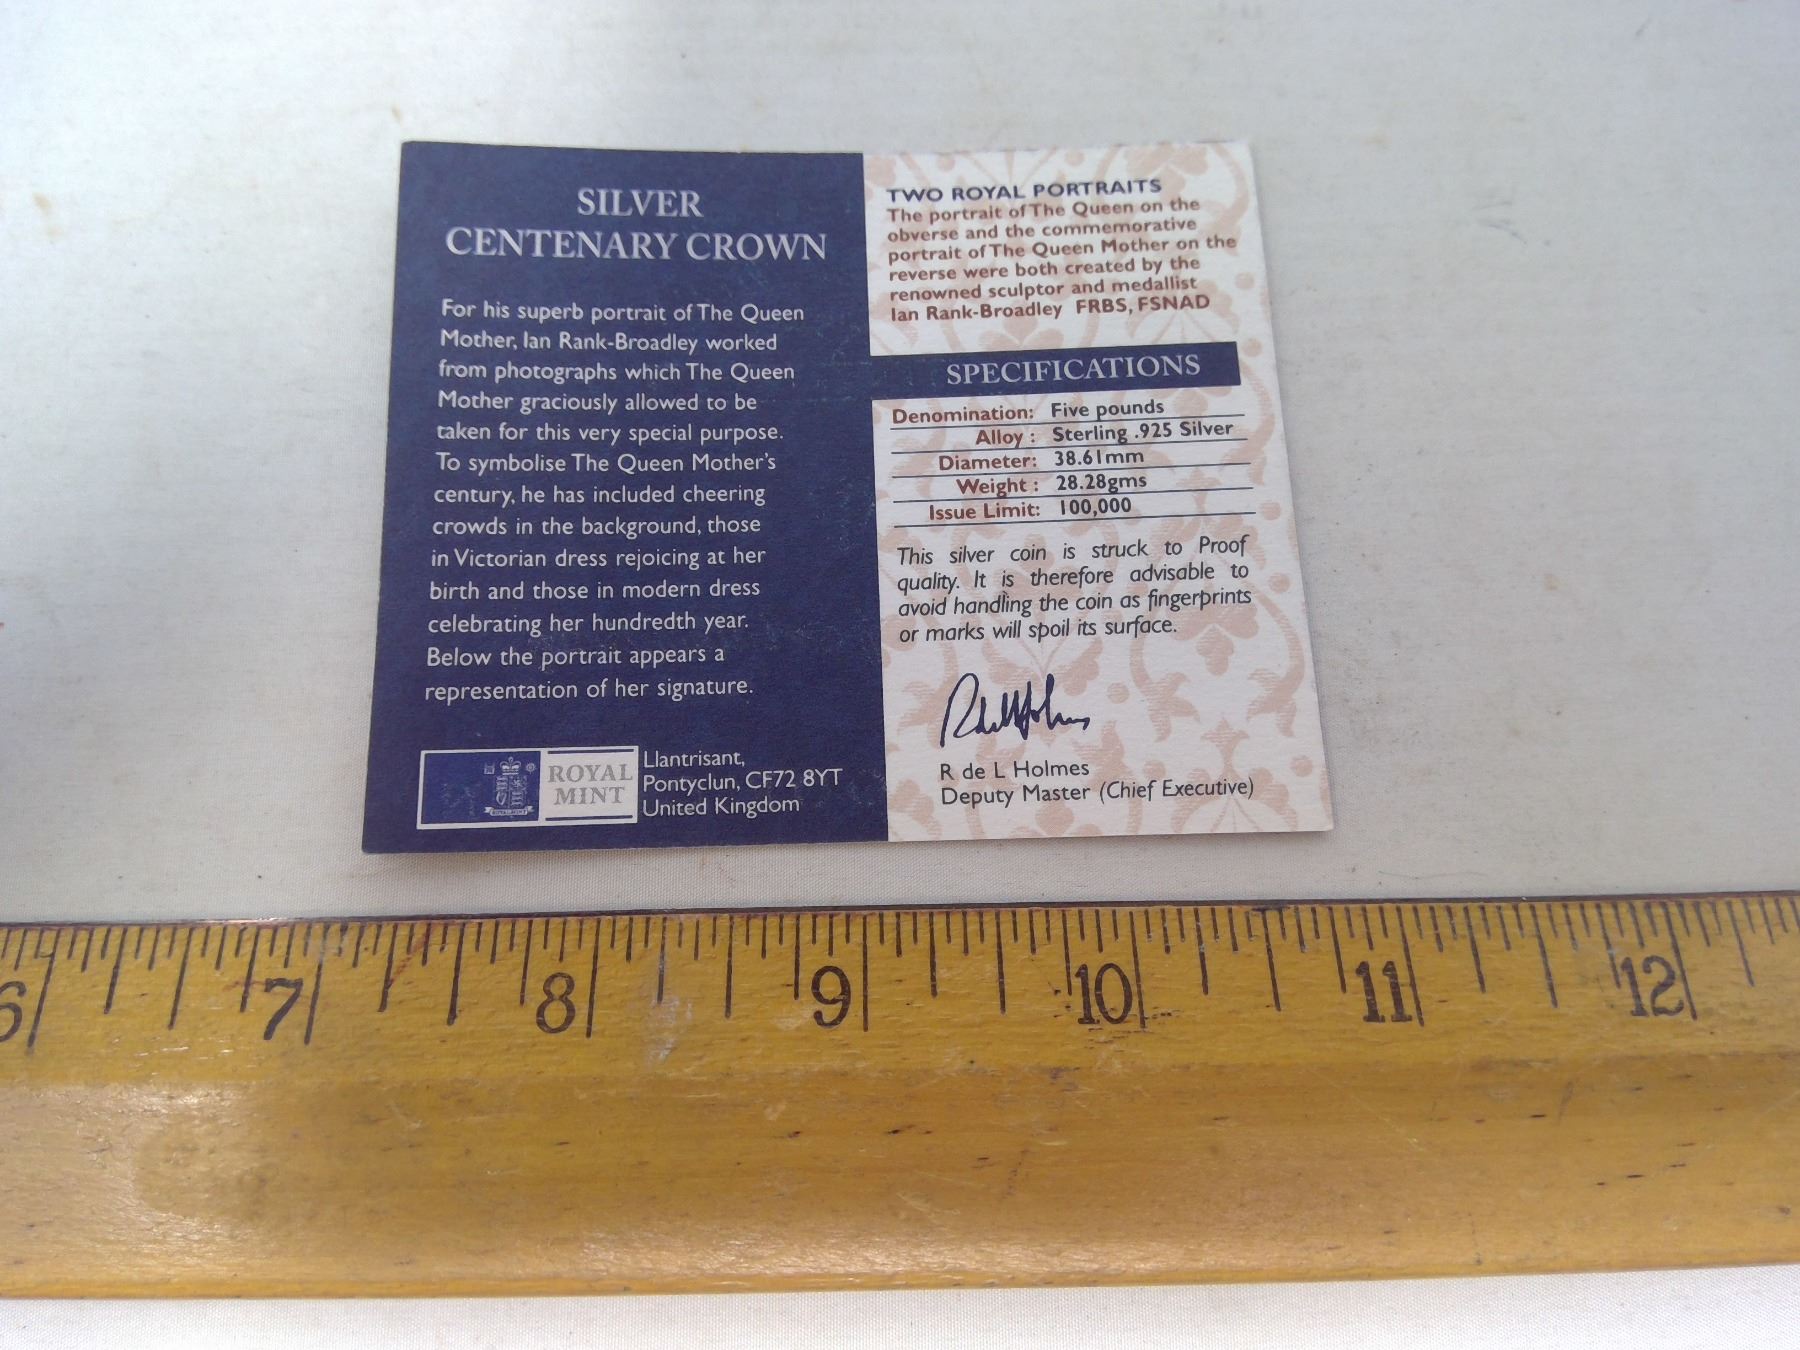 SILVER
CENTENARY CROWN
For his superb portrait of The Queen
Mother, Ian Rank-Broadley worked
from photographs which The Queen
Mother graciously allowed to be
taken for this very special purpose.
To symbolise The Queen Mother's
century, he has included cheering
crowds in the background, those
in Victorian dress rejoicing at her
birth and those in modern dress
celebrating her hundredth year.
Below the portrait appears a
representation of her signature.
ROYAL
MINT
®
Llantrisant,
Pontyclun, CF72 8YT
United Kingdom
TWO ROYAL PORTRAITS
The portrait of The Queen on the
obverse and the commemorative
portrait of The Queen Mother on the
reverse were both created by the
renowned sculptor and medallist
Ian Rank-Broadley FRBS, FSNAD
SPECIFICATIONS
Denomination: Five pounds
Alloy : Sterling .925 Silver
Diameter: 38.61mm
Weight : 28.28gms
Issue Limit: 100,000
This silver coin is struck to Proof
quality. It is therefore advisable to
avoid handling the coin as fingerprints
or marks will spoil its surface.
R de L Holmes
Deputy Master (Chief Executive)
6 7 8 9 10 11 12